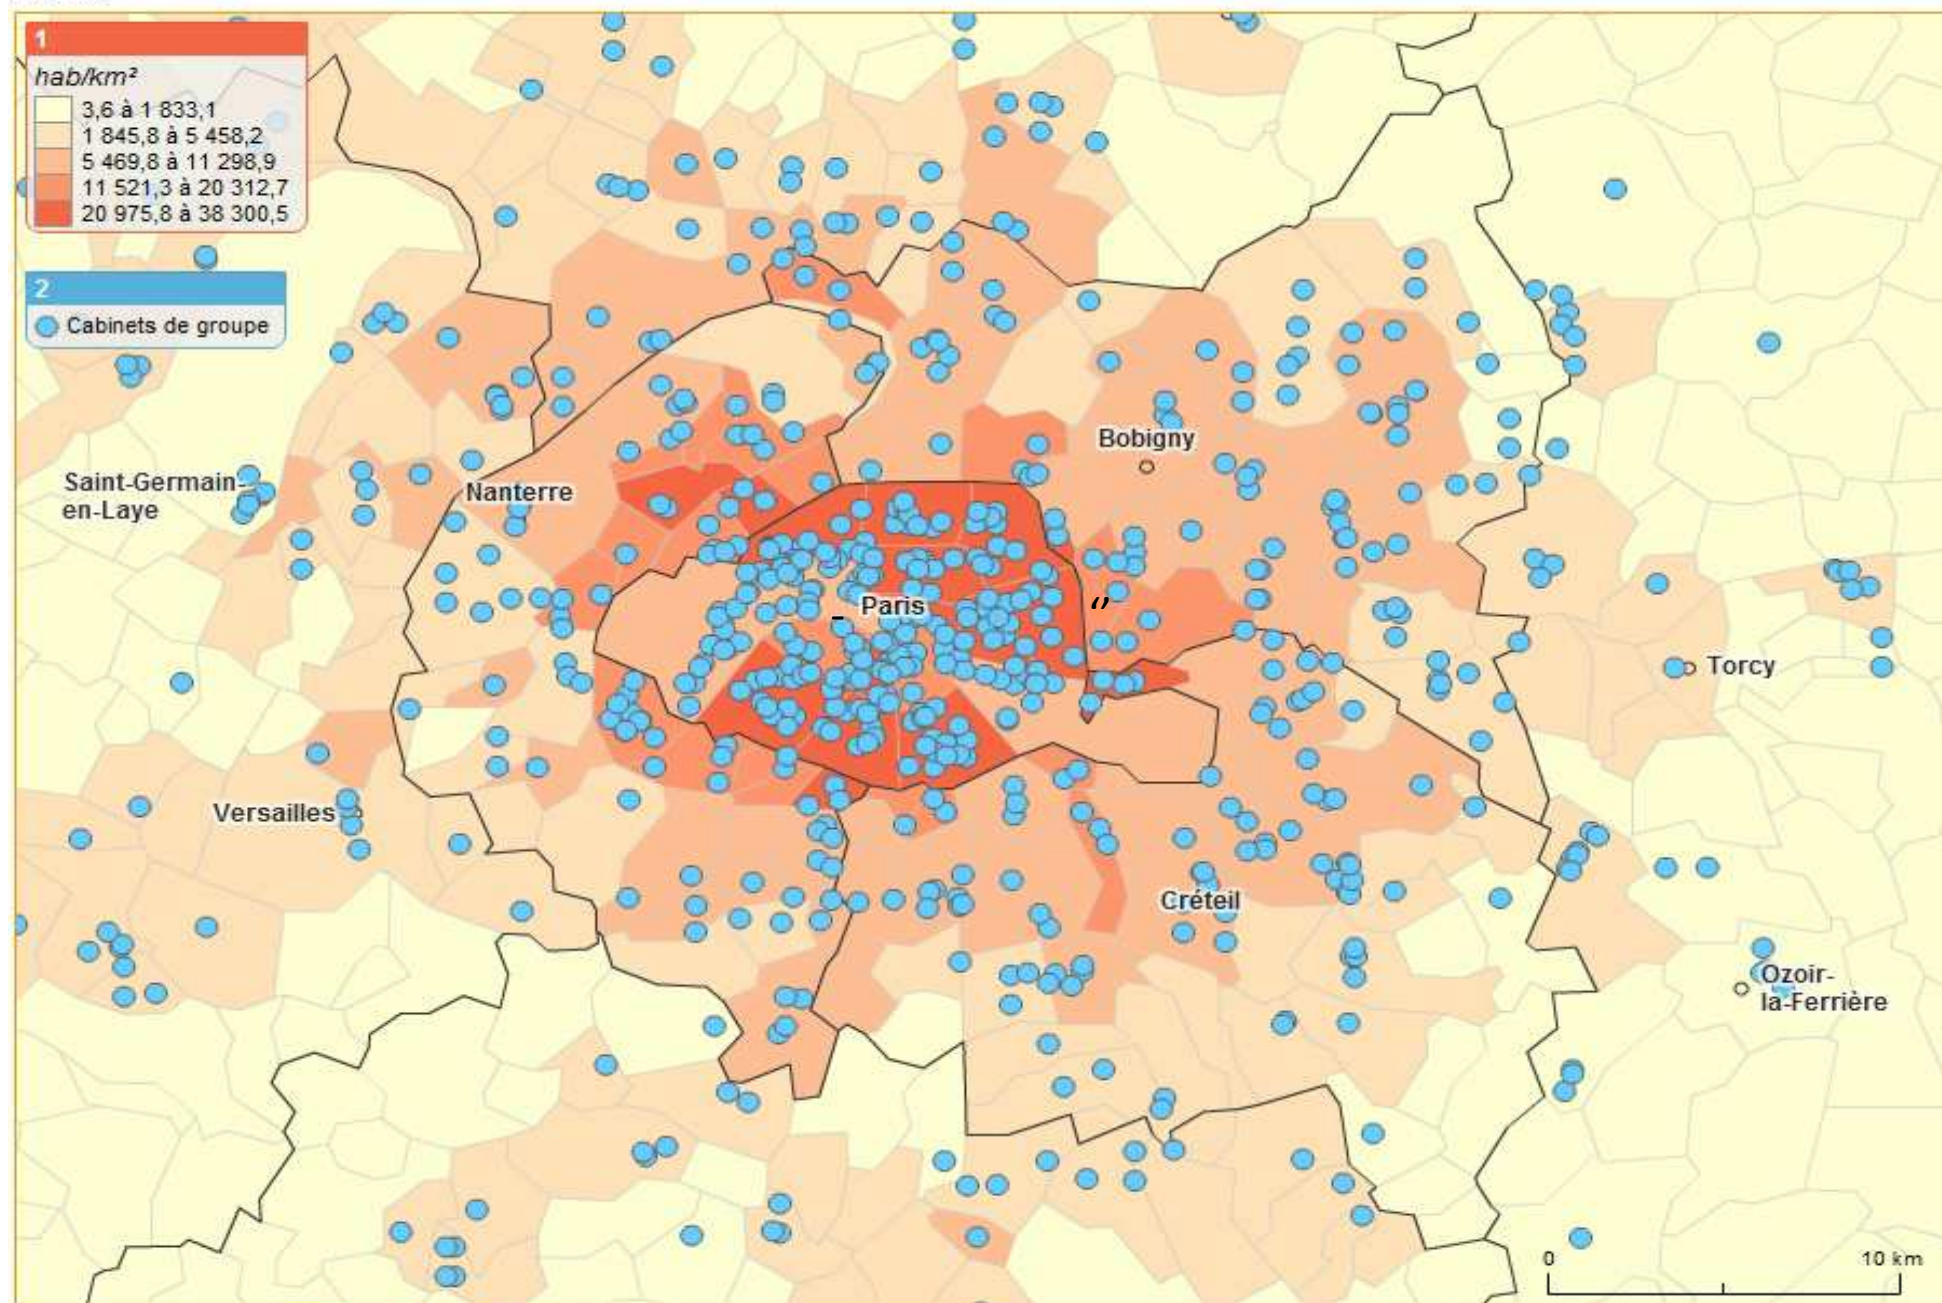 1
hab/km²
3,6 à 1 833,1
1 845,8 à 5 458,2
5 469,8 à 11 298,9
11 521,3 à 20 312,7
20 975,8 à 38 300,5
2
Cabinets de groupe
Bobigny
Saint-Germain-
en-Laye
Nanterre
Paris
Torcy
Versailles
Créteil
Ozoir-
la-Ferrière
0 10 km